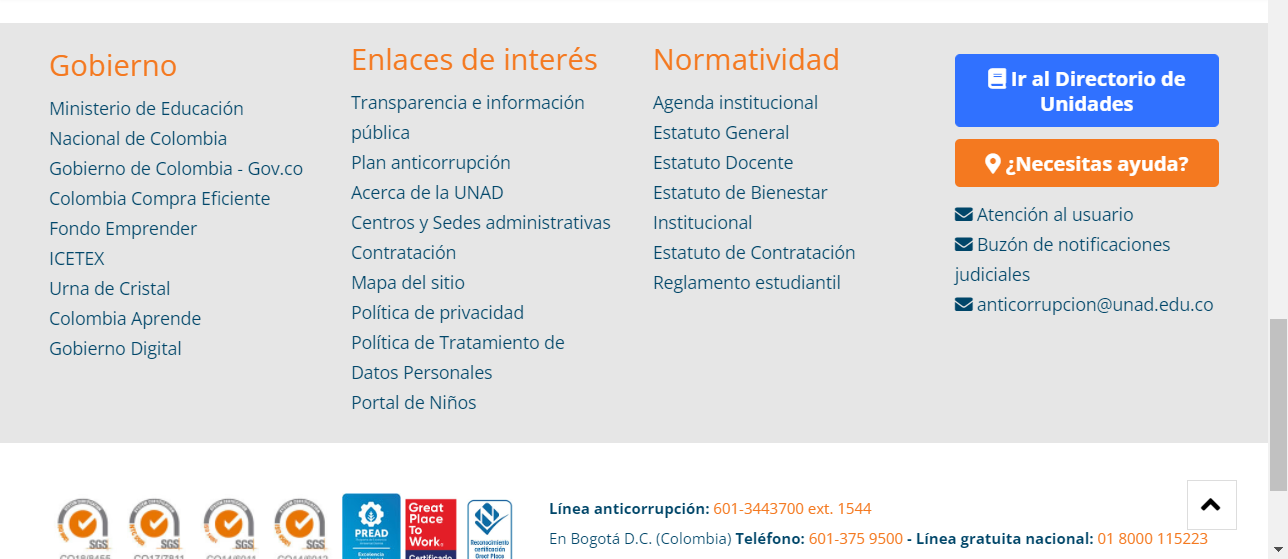 Gobierno
Ministerio de Educación
Nacional de Colombia
Gobierno de Colombia - Gov.co
Colombia Compra Eficiente
Fondo Emprender
ICETEX
Urna de Cristal
Colombia Aprende
Gobierno Digital
Enlaces de interés
Transparencia e información
pública
Plan anticorrupción
Acerca de la UNAD
Centros y Sedes administrativas
Contratación
Mapa del sitio
Política de privacidad
Política de Tratamiento de
Datos Personales
Portal de Niños
Normatividad
Agenda institucional
Estatuto General
Estatuto Docente
Estatuto de Bienestar
Institucional
Estatuto de Contratación
Reglamento estudiantil
Ir al Directorio de
Unidades
¿Necesitas ayuda?
Atención al usuario
Buzón de notificaciones
judiciales
anticorrupcion@unad.edu.co
SGS
SGS
SGS
SGS
PREAD
Excelencia
Great
Place
To
Work.
Certificado
Reconocimiento
certificación
Great Place
Línea anticorrupción: 601-3443700 ext. 1544
En Bogotá D.C. (Colombia) Teléfono: 601-375 9500 - Línea gratuita nacional: 01 8000 115223